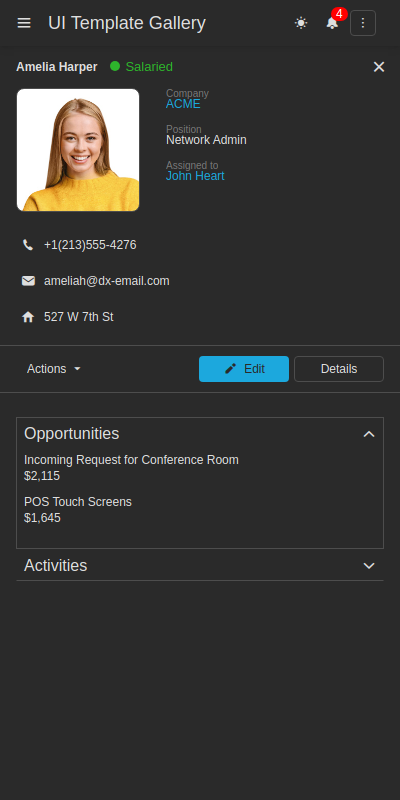 UI Template Gallery
4
Amelia Harper
Salaried
Company
ACME
Position
Network Admin
Assigned to
John Heart
+1(213)555-4276
ameliah@dx-email.com
527 W 7th St
Actions
Edit
Details
Opportunities
Incoming Request for Conference Room
$2,115
POS Touch Screens
$1,645
Activities